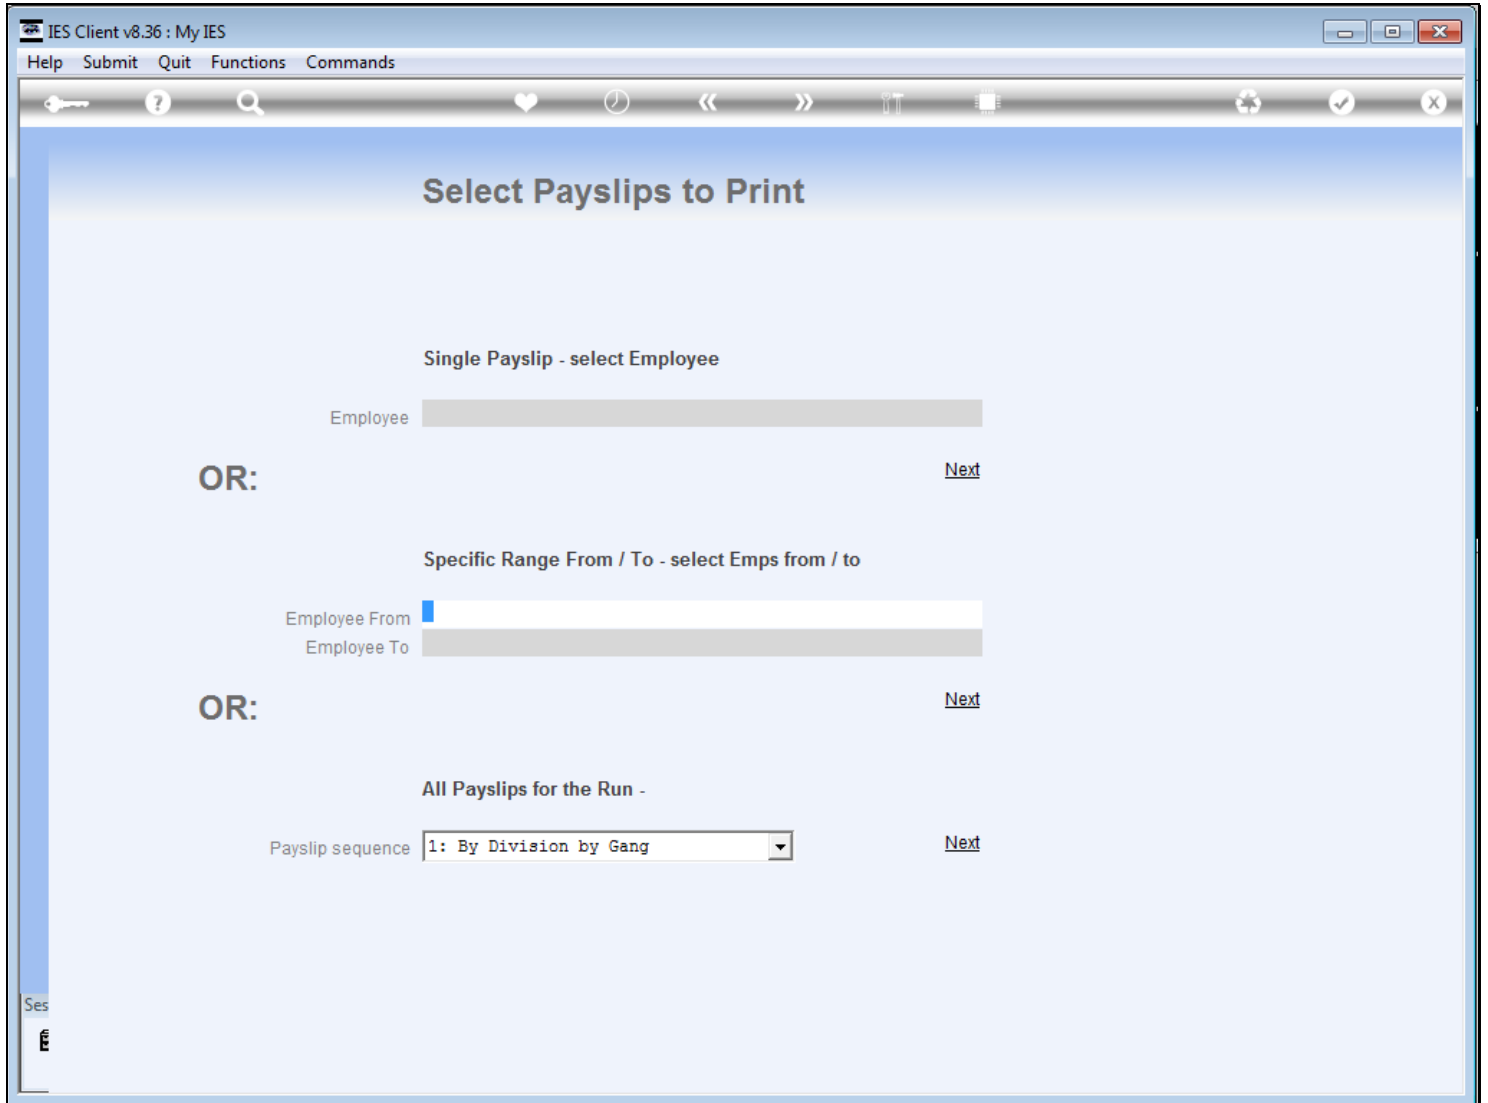 IES Client v8.36 : My IES
Help Submit Quit Functions Commands
Select Payslips to Print
Single Payslip - select Employee
Employee
Next
OR:
Specific Range From / To - select Emps from / to
Employee From
Employee To
Next
OR:
All Payslips for the Run -
Payslip sequence 1: By Division by Gang Next
Ses